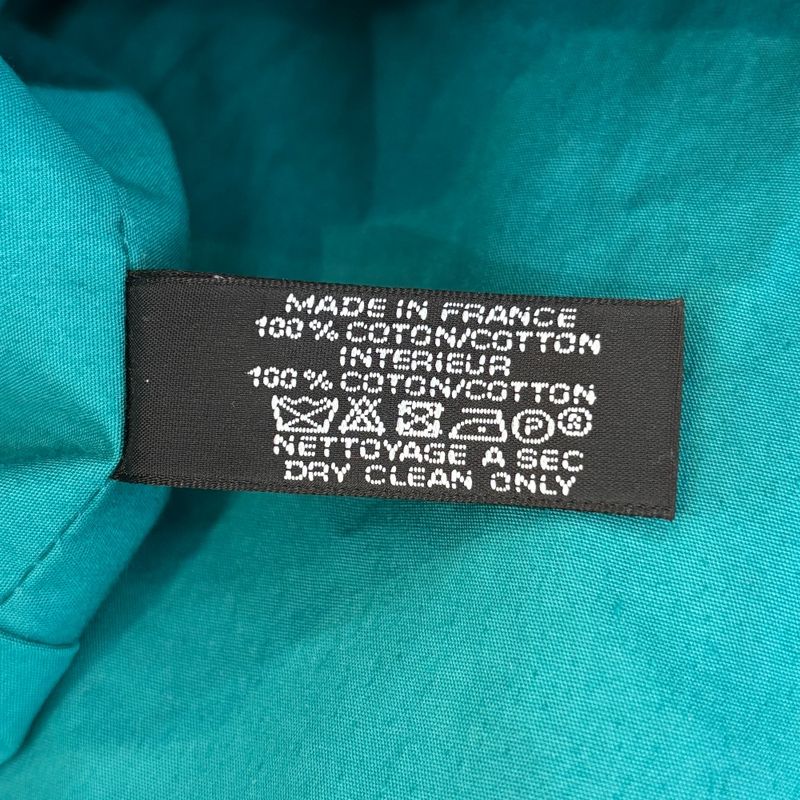 MADE IN FRANCE
100 % COTON/COTTON
INTERIEUR
100 % COTON/COTTON
P ®
NETTOYAGE A SEC
DRY CLEAN ONLY